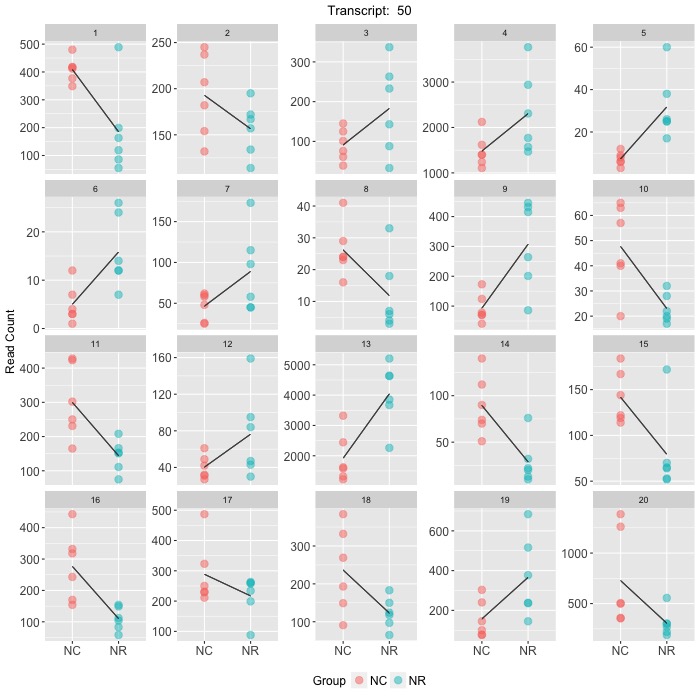 Transcript: 50
1 2 3 4 5
500 400 300 200 100
250 200 150
300 200 100
3000 2000 1000
60 40 20
6 7 8 9 10
20 10 0
150 100 50
40 30 20 10
400 300 200 100
60 50 40 30 20
Read Count
11 12 13 14 15
400 300 200 100
160 120 80 40
5000 4000 3000 2000
100 50
150 100 50
16 17 18 19 20
400 300 200 100
500 400 300 200 100
300 200 100
600 400 200
1000 500
NC NR NC NR NC NR NC NR NC NR
Group NC NR